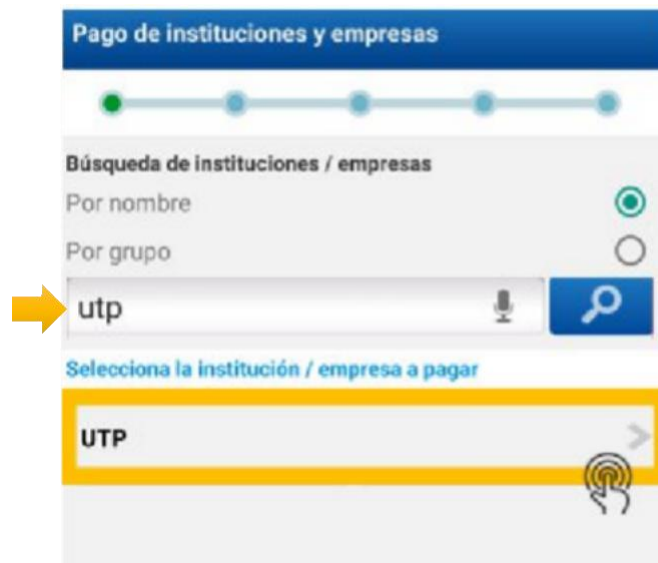 Pago de instituciones y empresas
Búsqueda de instituciones / empresas
Por nombre
Por grupo
utp
Selecciona la institución / empresa a pagar
UTP